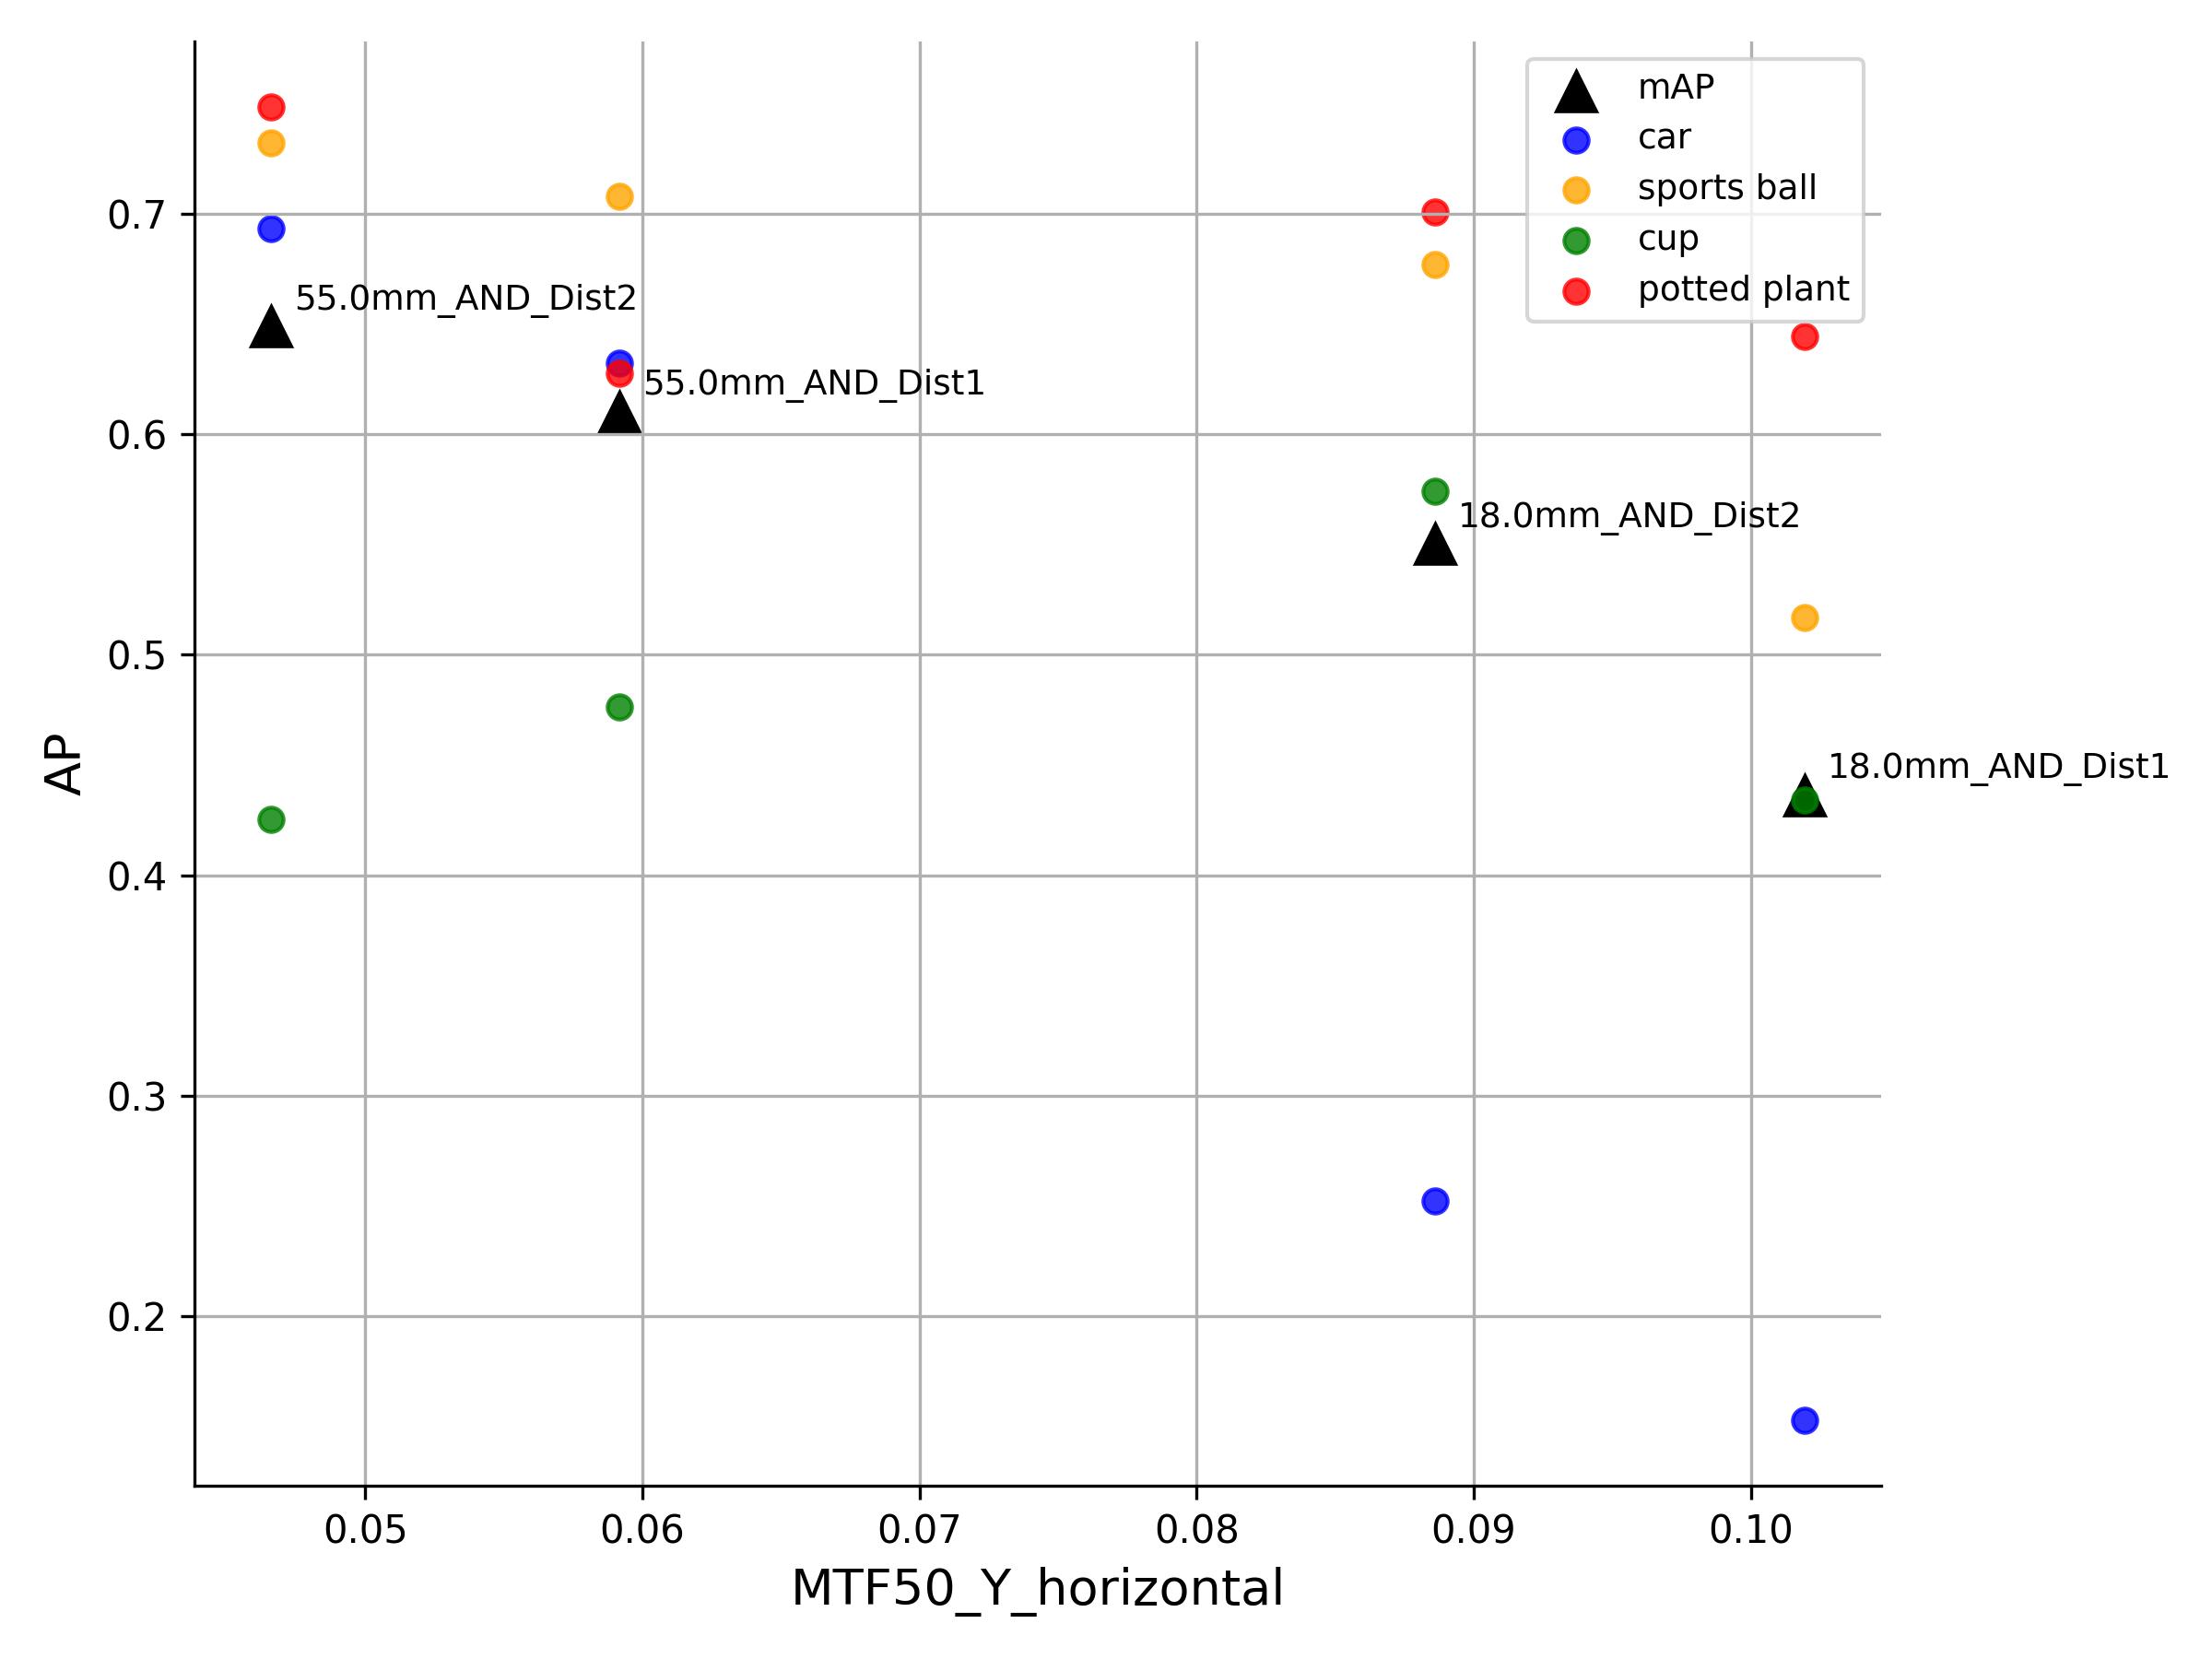 mAP
car
sports ball
cup
potted plant
55.0mm_AND_Dist2
55.0mm_AND_Dist1
18.0mm_AND_Dist2
18.0mm_AND_Dist1
AP
0.7
0.6
0.5
0.4
0.3
0.2
0.05 0.06 0.07 0.08 0.09 0.10
MTF50_Y_horizontal